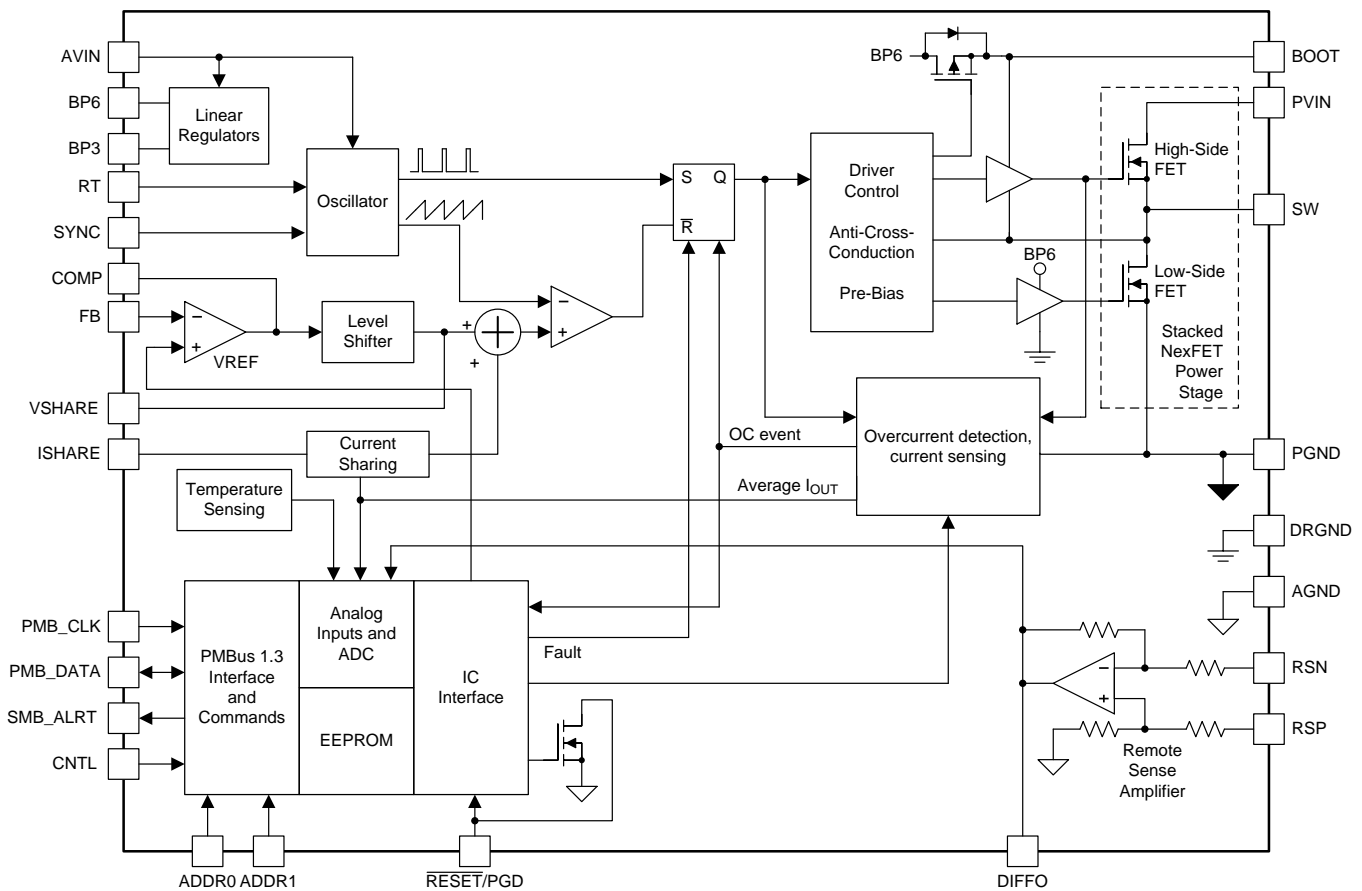 AVIN
BP6
BP3
RT
SYNC
COMP
FB
VSHARE
ISHARE
PMB_CLK
PMB_DATA
SMB_ALRT
CNTL
Linear
Regulators
Oscillator
−
+
VREF
Level
Shifter
+
+
Current
Sharing
Temperature
Sensing
−
+
S Q
R̅
BP6
Driver
Control
Anti-Cross-
Conduction
Pre-Bias
BP6
High-Side
FET
Low-Side
FET
Stacked
NexFET
Power
Stage
Overcurrent detection,
current sensing
OC event
Average IOUT
PMBus 1.3
Interface
and
Commands
Analog
Inputs and
ADC
EEPROM
IC
Interface
Fault
−
+
Remote
Sense
Amplifier
BOOT
PVIN
SW
PGND
DRGND
AGND
RSN
RSP
ADDR0 ADDR1
R̅E̅S̅E̅T̅/PGD
DIFFO